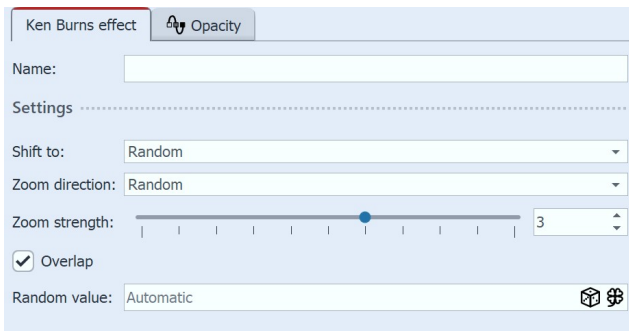 Ken Burns effect Opacity
Name:
Settings
Shift to: Random
Zoom direction: Random
Zoom strength: 3
Overlap
Random value: Automatic